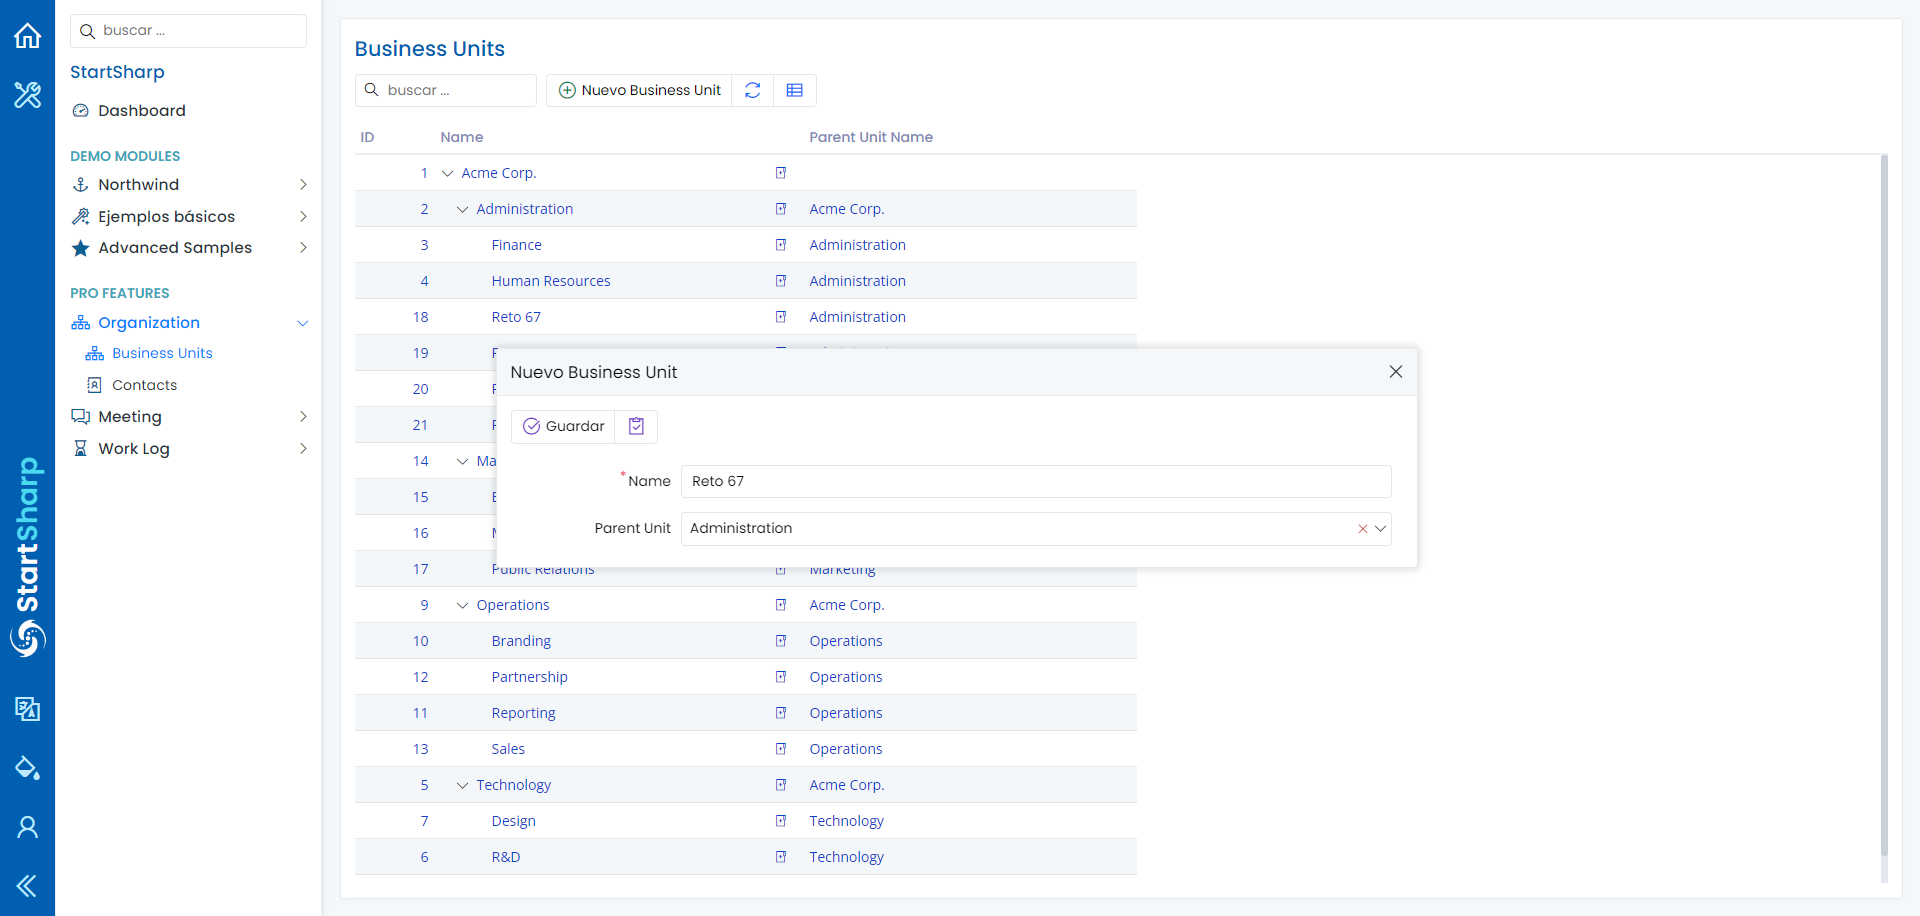 buscar ...
StartSharp
Dashboard
DEMO MODULES
Northwind
Ejemplos básicos
Advanced Samples
PRO FEATURES
Organization
Business Units
Contacts
Meeting
Work Log
StartSharp
Business Units
buscar ...
Nuevo Business Unit
ID Name Parent Unit Name
1 Acme Corp.
2 Administration Acme Corp.
3 Finance Administration
4 Human Resources Administration
18 Reto 67 Administration
19
20
21
14 Ma
15
16
17 Public Relations Marketing
9 Operations Acme Corp.
10 Branding Operations
12 Partnership Operations
11 Reporting Operations
13 Sales Operations
5 Technology Acme Corp.
7 Design Technology
6 R&D Technology
Nuevo Business Unit
Guardar
* Name Reto 67
Parent Unit Administration